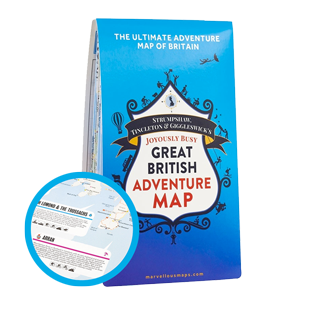 THE ULTIMATE ADVENTURE
MAP OF BRITAIN
STRUMPSHAW,
TINCLETON & GIGGLESWICK'S
JOYOUSLY BUSY
GREAT
BRITISH
ADVENTURE
MAP
marvellousmaps.com
LOMOND & THE TROSSACHS
ARRAN